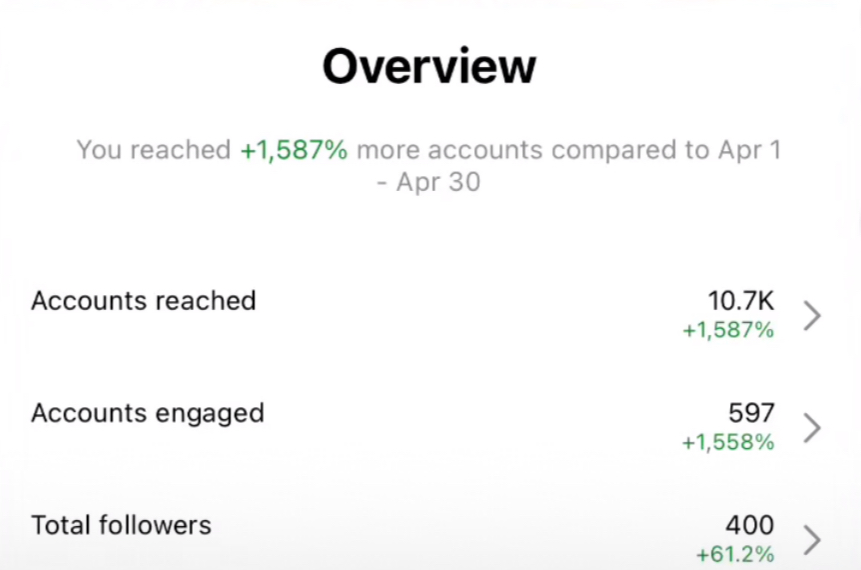 Overview
You reached +1,587% more accounts compared to Apr 1
- Apr 30
Accounts reached
10.7K
+1,587%
Accounts engaged
597
+1,558%
Total followers
400
+61.2%